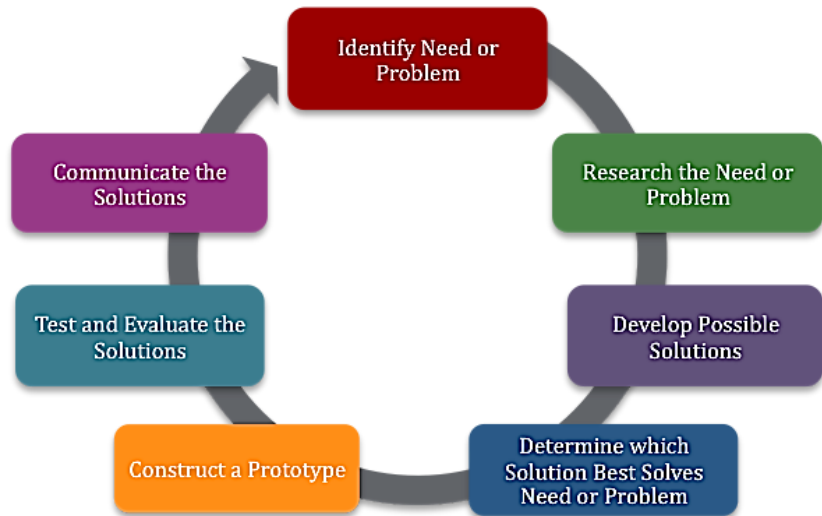 Identify Need or
Problem
Research the Need or
Problem
Develop Possible
Solutions
Determine which
Solution Best Solves
Need or Problem
Construct a Prototype
Test and Evaluate the
Solutions
Communicate the
Solutions